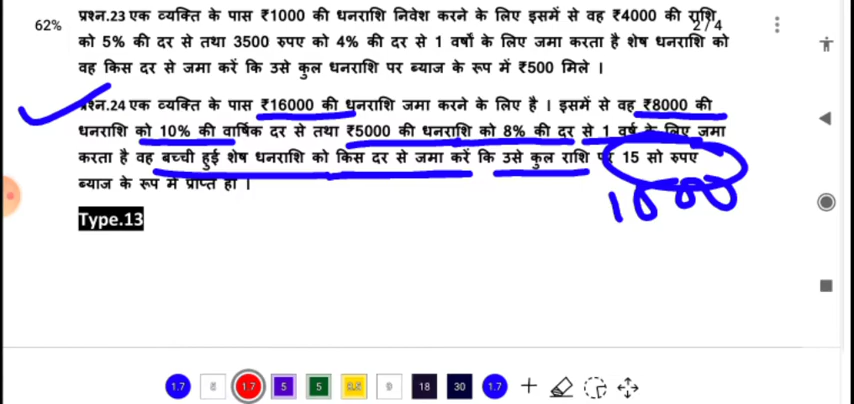 62%
2/4
प्रश्न.23 एक व्यक्ति के पास ₹1000 की धनराशि निवेश करने के लिए इसमें से वह ₹4000 की राशि
को 5% की दर से तथा 3500 रुपए को 4% की दर से 1 वर्षों के लिए जमा करता है शेष धनराशि को
वह किस दर से जमा करें कि उसे कुल धनराशि पर ब्याज के रूप में ₹500 मिले ।
प्रश्न.24 एक व्यक्ति के पास ₹16000 की धनराशि जमा करने के लिए है । इसमें से वह ₹8000 की
धनराशि को 10% की वार्षिक दर से तथा ₹5000 की धनराशि को 8% की दर से 1 वर्ष के लिए जमा
करता है वह बच्ची हुई शेष धनराशि को किस दर से जमा करें कि उसे कुल राशि पर 15 सो रुपए
ब्याज के रूप में प्राप्त हो ।
Type.13
1.7 1.7 5 5 9 18 30 1.7